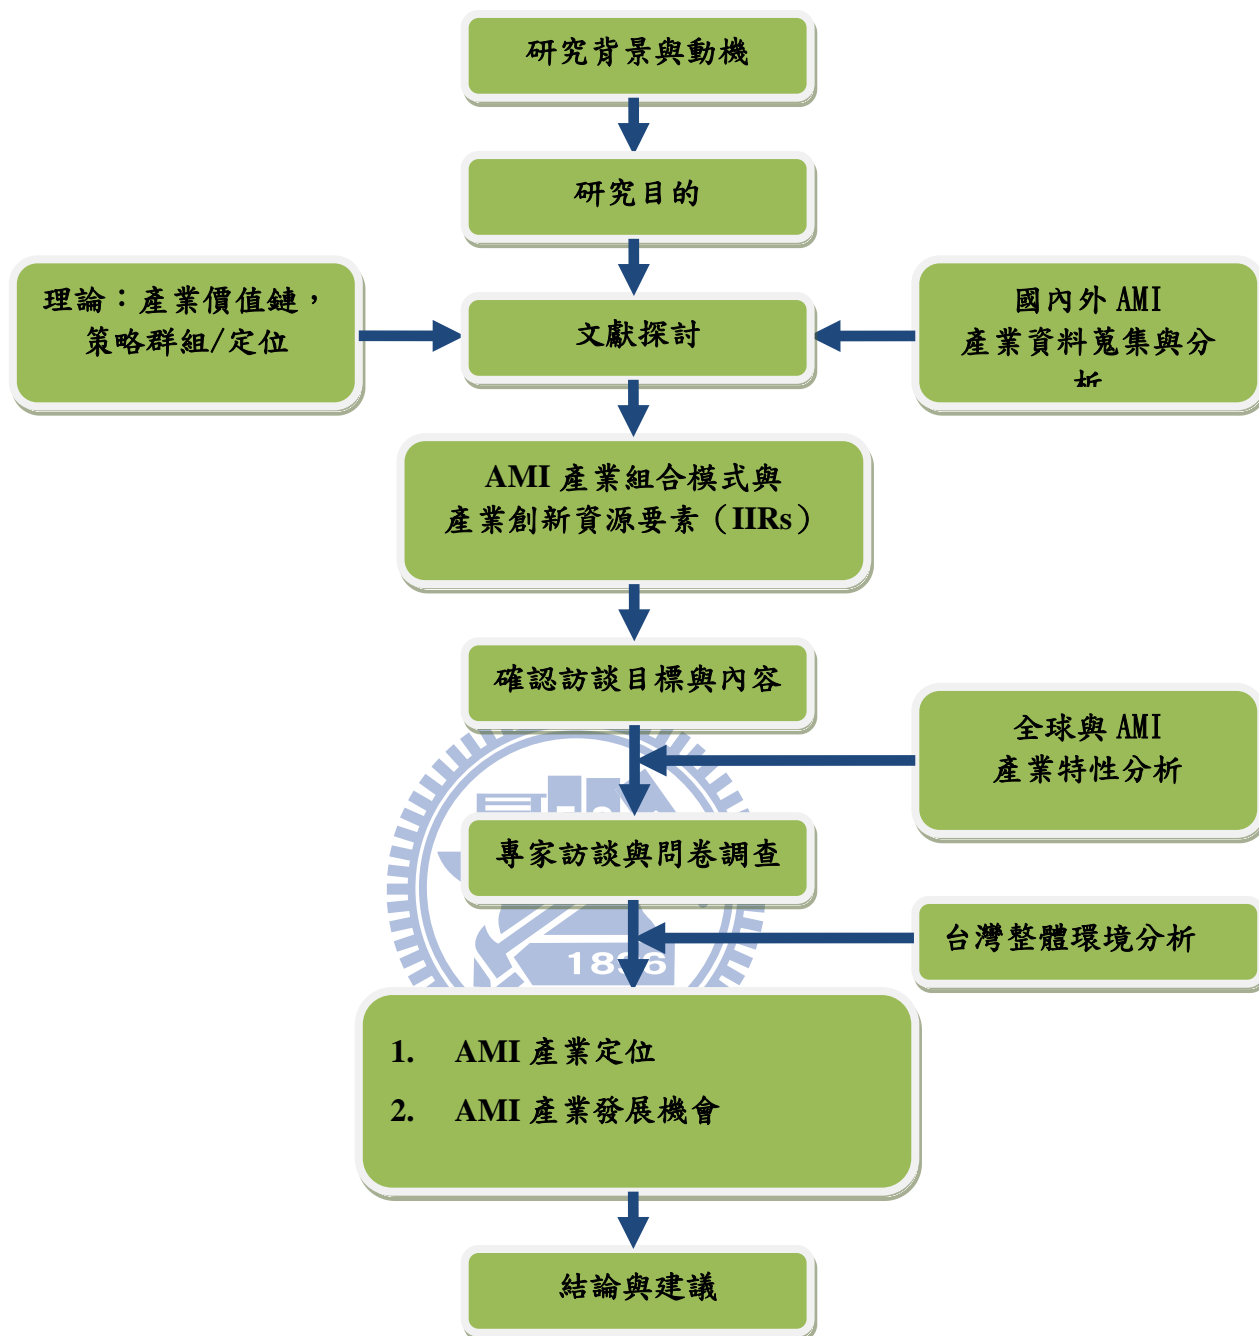 研究背景與動機
研究目的
理論：產業價值鏈，
策略群組/定位
文獻探討
國內外 AMI
產業資料蒐集與分
析
AMI 產業組合模式與
產業創新資源要素（IIRs）
確認訪談目標與內容
全球與 AMI
產業特性分析
專家訪談與問卷調查
台灣整體環境分析
1896
1. AMI 產業定位
2. AMI 產業發展機會
結論與建議